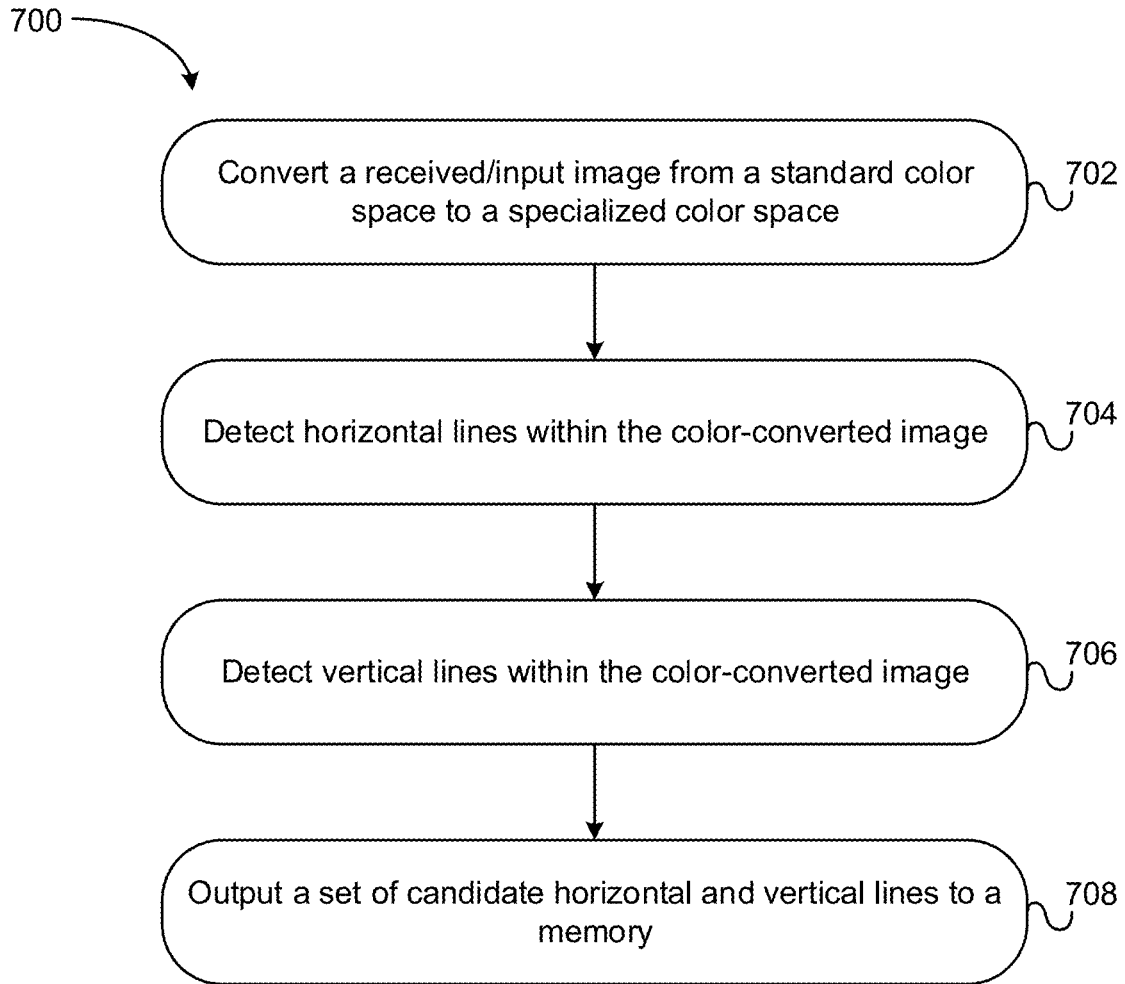 700
Convert a received/input image from a standard color
space to a specialized color space
702
Detect horizontal lines within the color-converted image
704
Detect vertical lines within the color-converted image
706
Output a set of candidate horizontal and vertical lines to a
memory
708